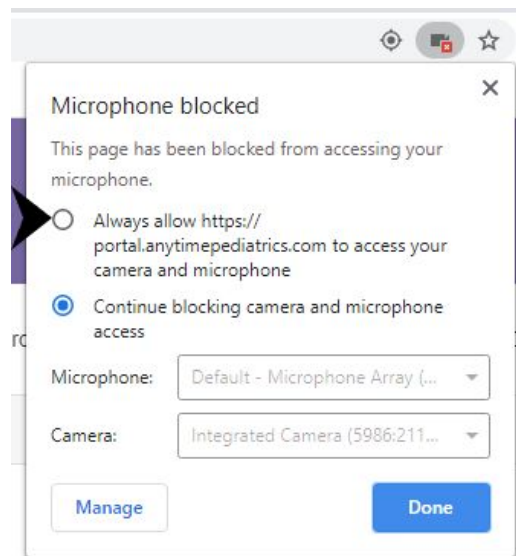 Microphone blocked
This page has been blocked from accessing your
microphone.
Always allow https://
portal.anytimepediatrics.com to access your
camera and microphone
Continue blocking camera and microphone
access
Microphone: Default - Microphone Array (...
Camera: Integrated Camera (5986:211...
Manage Done